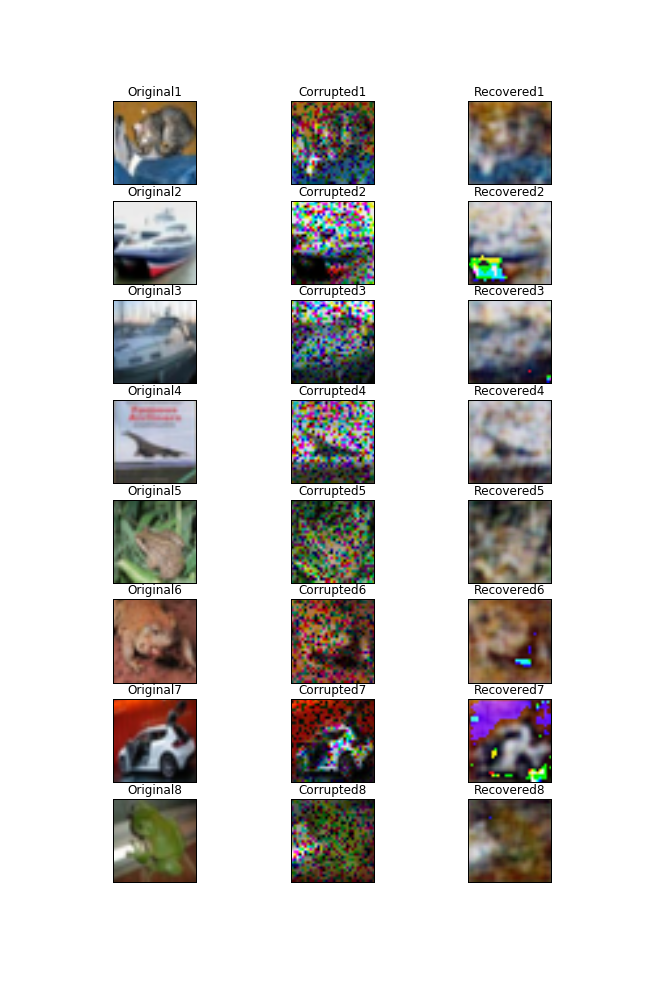 Original1 Corrupted1 Recovered1
Original2 Corrupted2 Recovered2
Original3 Corrupted3 Recovered3
Original4 Corrupted4 Recovered4
Original5 Corrupted5 Recovered5
Original6 Corrupted6 Recovered6
Original7 Corrupted7 Recovered7
Original8 Corrupted8 Recovered8